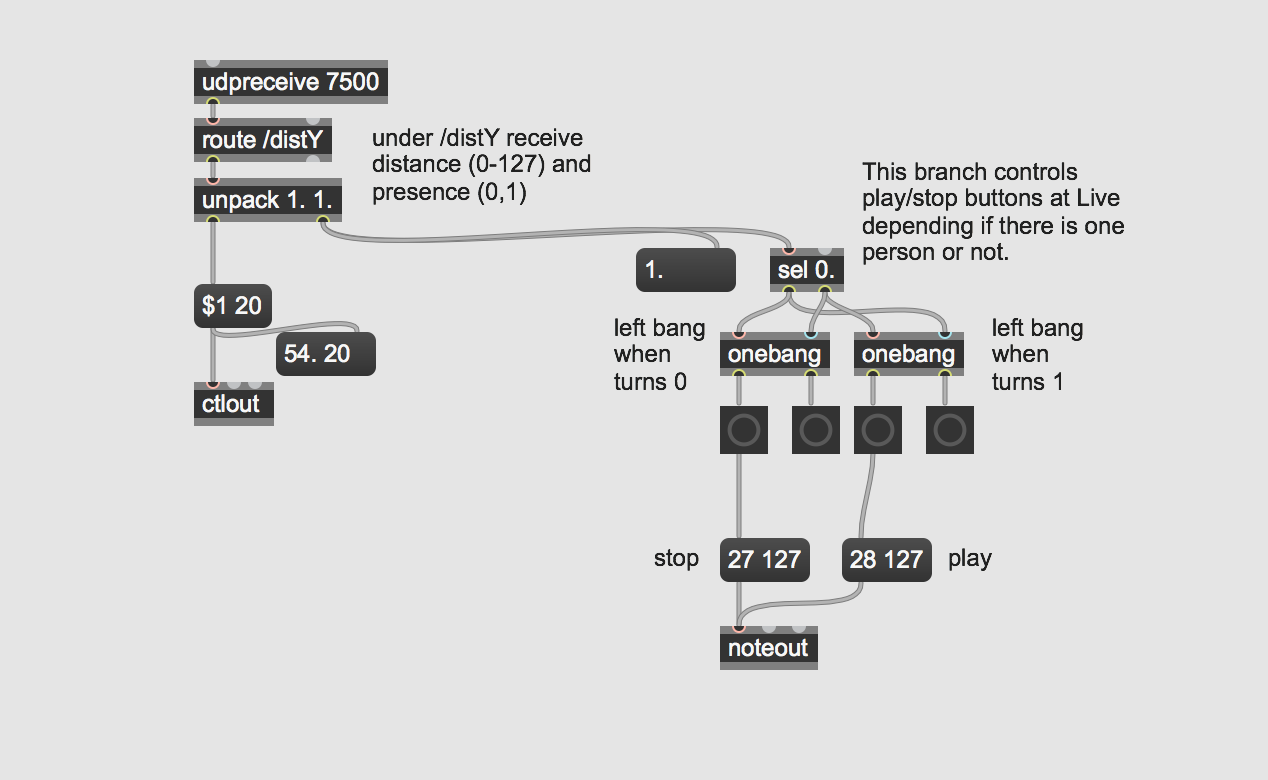 udpreceive 7500
route /distY
under /distY receive
distance (0-127) and
presence (0,1)
unpack 1. 1.
This branch controls
play/stop buttons at Live
depending if there is one
person or not.
1.
sel 0.
$1 20
54. 20
ctlout
left bang
when
turns 0
onebang
onebang
left bang
when
turns 1
stop
27 127
28 127
play
noteout